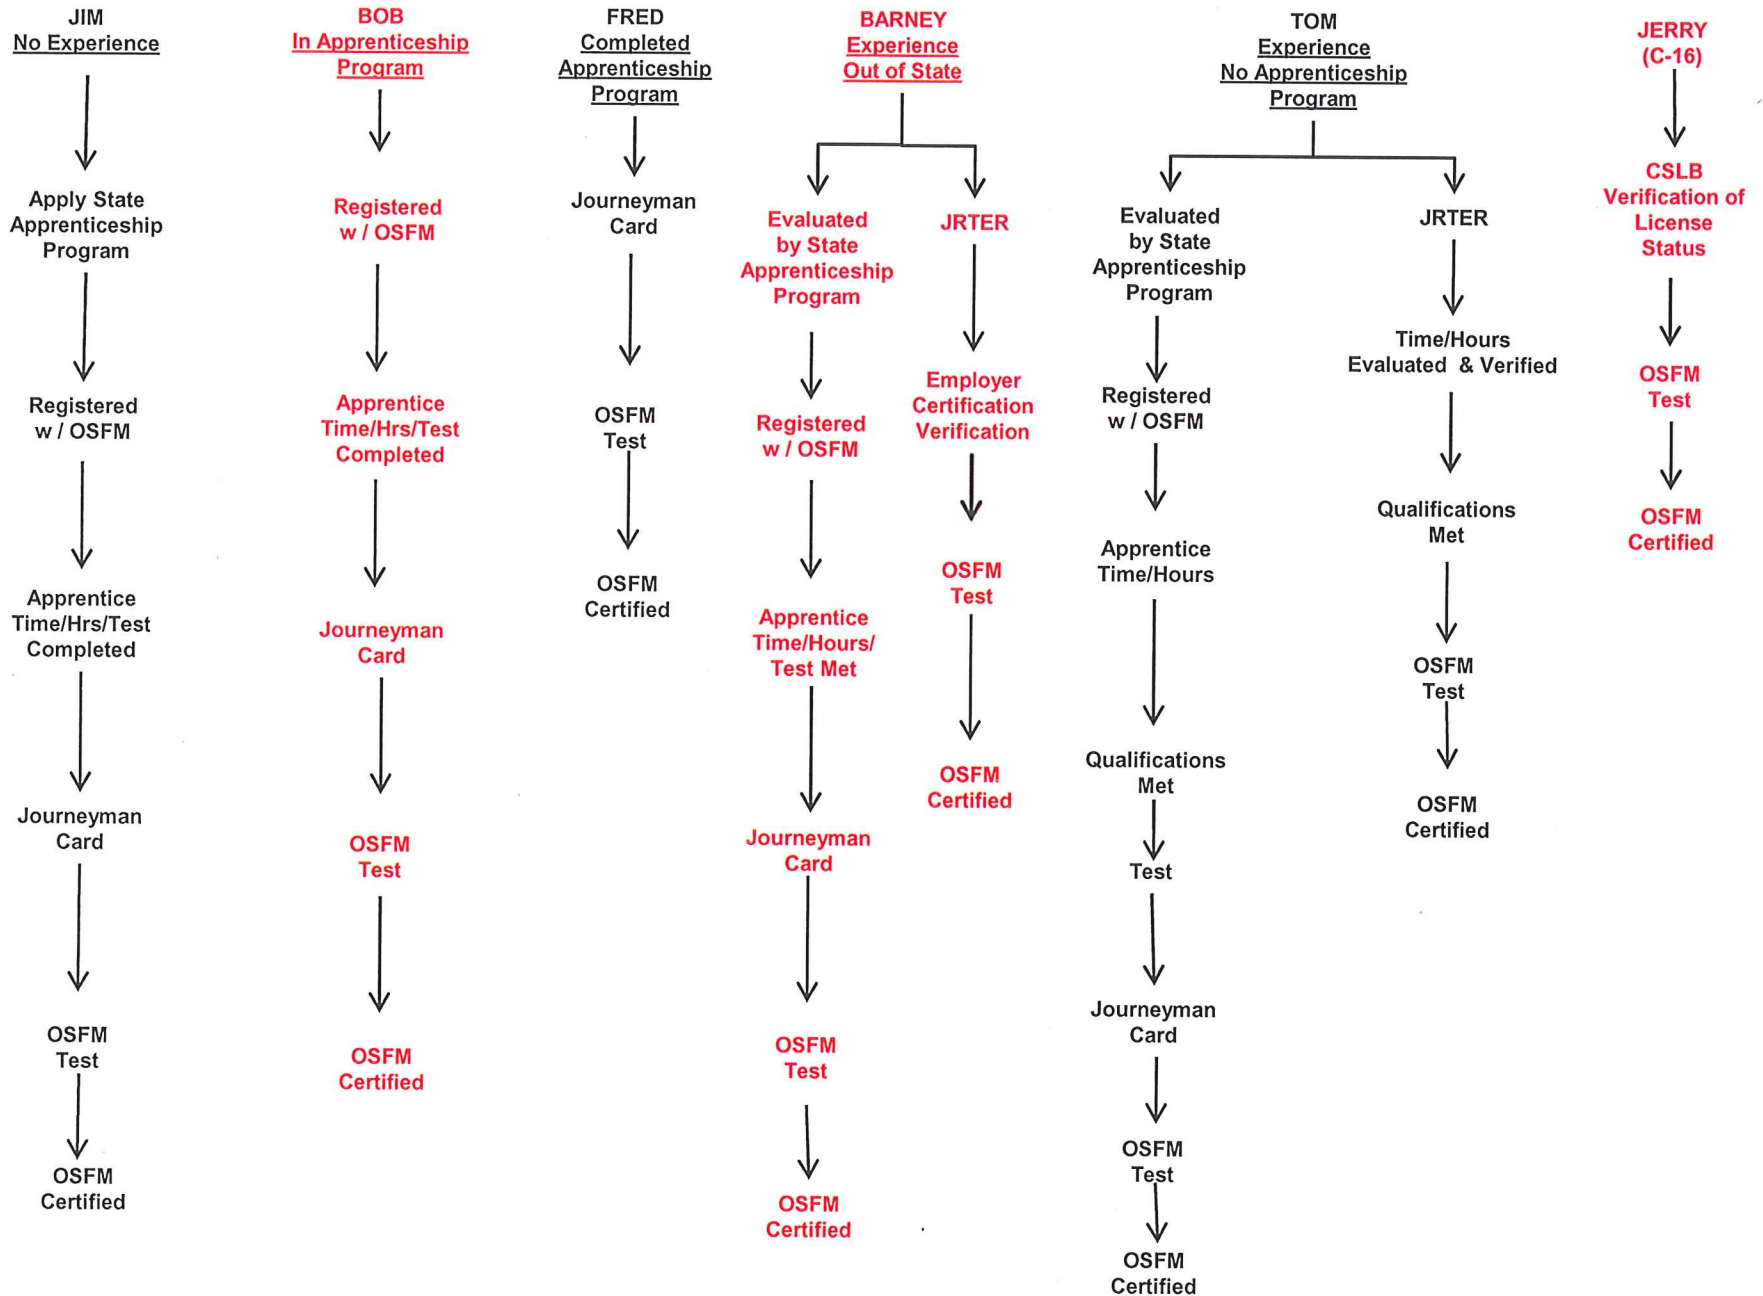 JIM
No Experience
Apply State
Apprenticeship
Program
Registered
w / OSFM
Apprentice
Time/Hrs/Test
Completed
Journeyman
Card
OSFM
Test
OSFM
Certified
BOB
In Apprenticeship
Program
Registered
w / OSFM
Apprentice
Time/Hrs/Test
Completed
Journeyman
Card
OSFM
Test
OSFM
Certified
FRED
Completed
Apprenticeship
Program
Journeyman
Card
OSFM
Test
OSFM
Certified
BARNEY
Experience
Out of State
Evaluated
by State
Apprenticeship
Program
Registered
w / OSFM
Apprentice
Time/Hours/
Test Met
Journeyman
Card
OSFM
Test
OSFM
Certified
JRTER
Employer
Certification
Verification
OSFM
Test
OSFM
Certified
TOM
Experience
No Apprenticeship
Program
Evaluated
by State
Apprenticeship
Program
Registered
w / OSFM
Apprentice
Time/Hours
Qualifications
Met
Test
Journeyman
Card
OSFM
Test
OSFM
Certified
JRTER
Time/Hours
Evaluated & Verified
Qualifications
Met
OSFM
Test
OSFM
Certified
JERRY
(C-16)
CSLB
Verification of
License
Status
OSFM
Test
OSFM
Certified